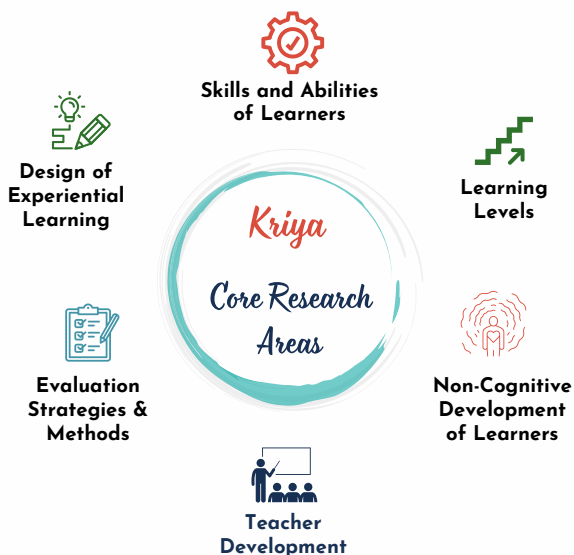 Skills and Abilities
of Learners
Design of
Experiential
Learning
Learning
Levels
Kriya
Core Research
Areas
Evaluation
Strategies &
Methods
Non-Cognitive
Development
of Learners
Teacher
Development